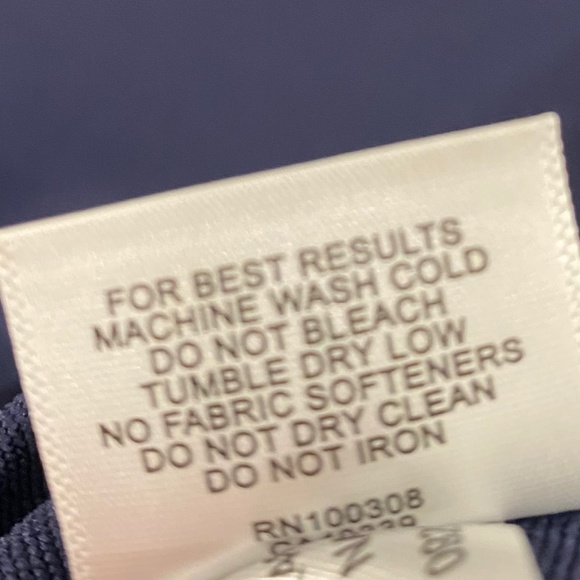 FOR BEST RESULTS
MACHINE WASH COLD
DO NOT BLEACH
TUMBLE DRY LOW
NO FABRIC SOFTENERS
DO NOT DRY CLEAN
DO NOT IRON
RN100308